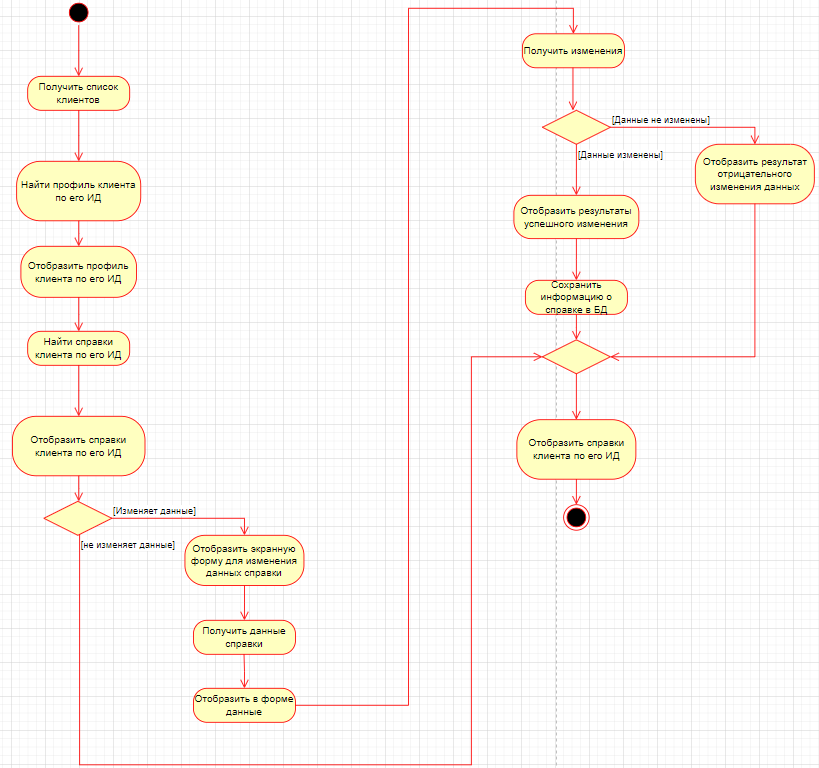 Получить список
клиентов
Найти профиль клиента
по его ИД
Отобразить профиль
клиента по его ИД
Найти справки
клиента по его ИД
Отобразить справки
клиента по его ИД
[Изменяет данные]
[не изменяет данные]
Отобразить экранную
форму для изменения
данных справки
Получить данные
справки
Отобразить в форме
данные
Получить изменения
[Данные не изменены]
[Данные изменены]
Отобразить результат
отрицательного
изменения данных
Отобразить результаты
успешного изменения
Сохранить
информацию о
справке в БД
Отобразить справки
клиента по его ИД